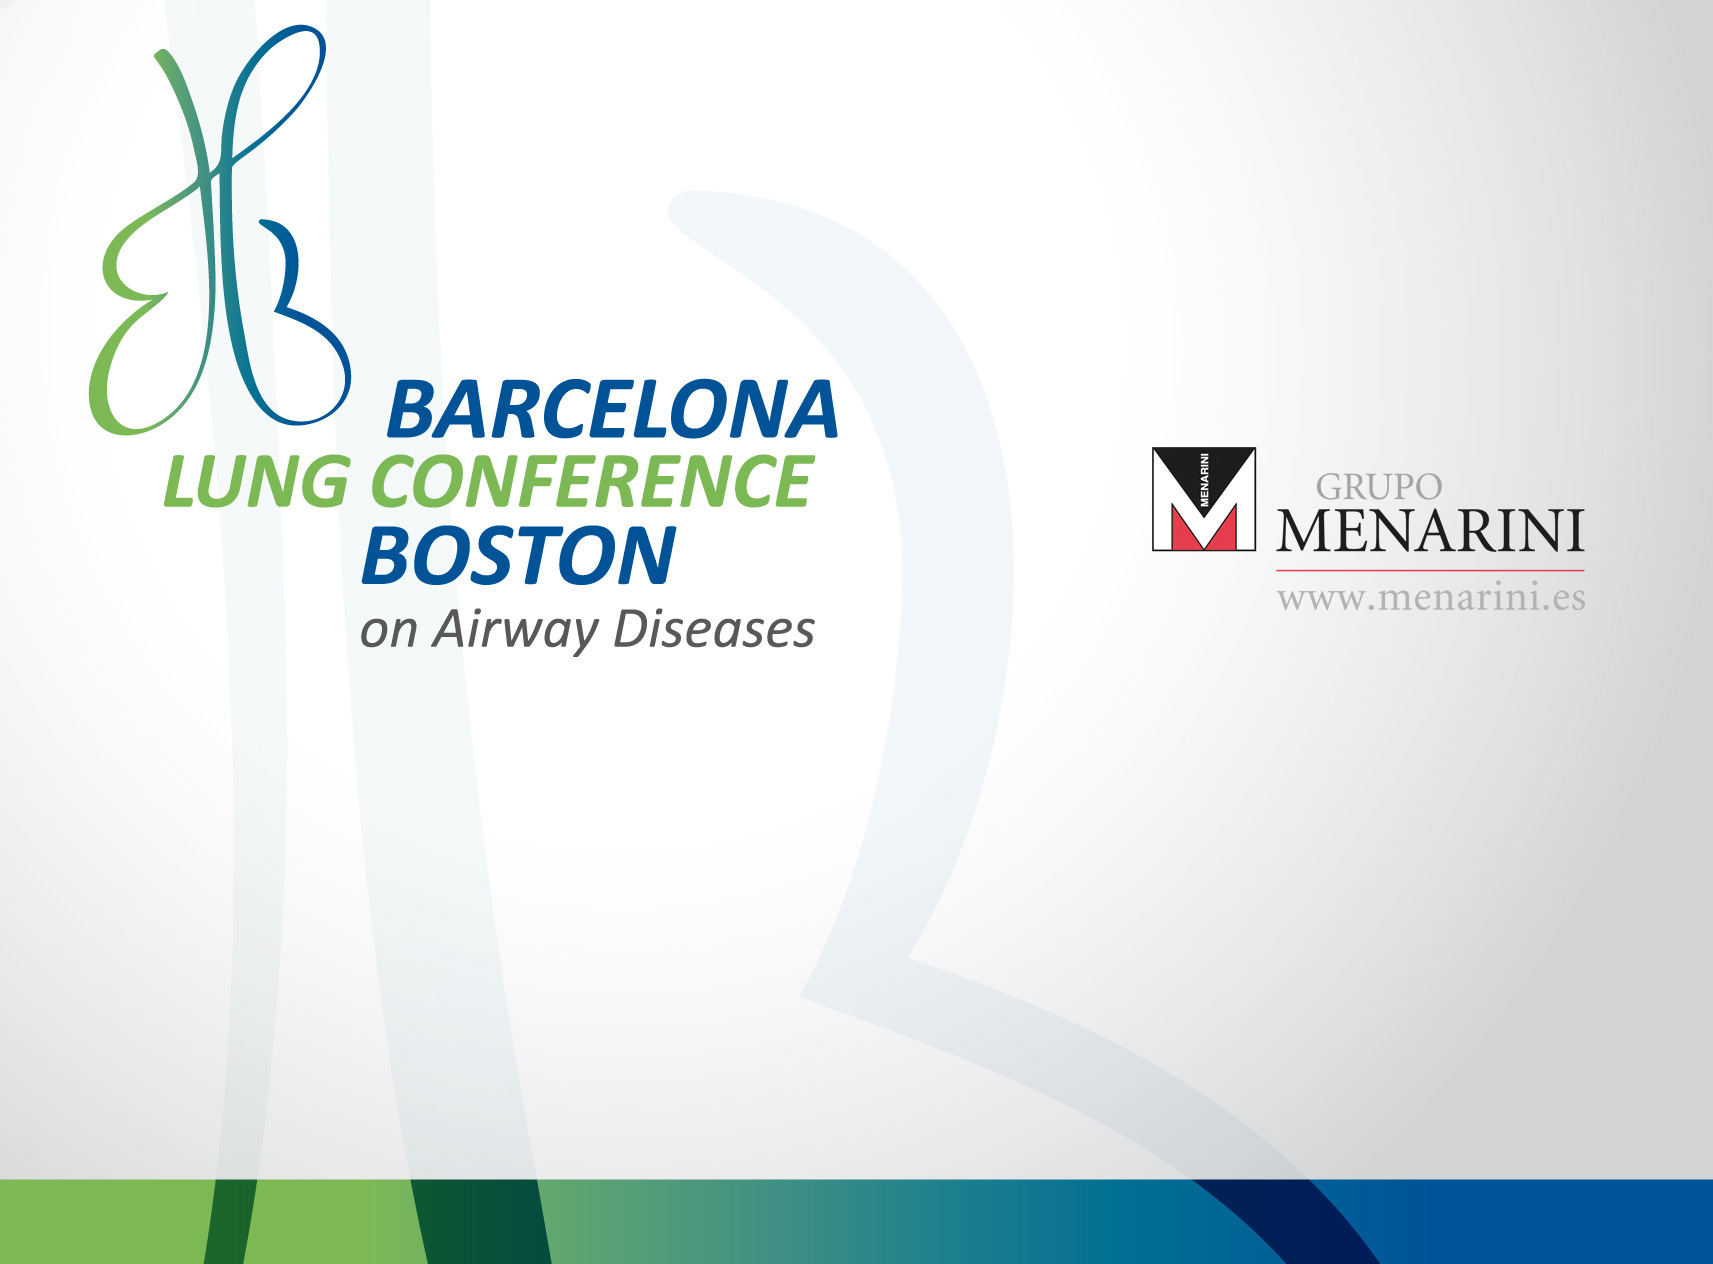 BARCELONA
LUNG CONFERENCE
BOSTON
on Airway Diseases
MENARINI
GRUPO
MENARINI
www.menarini.es